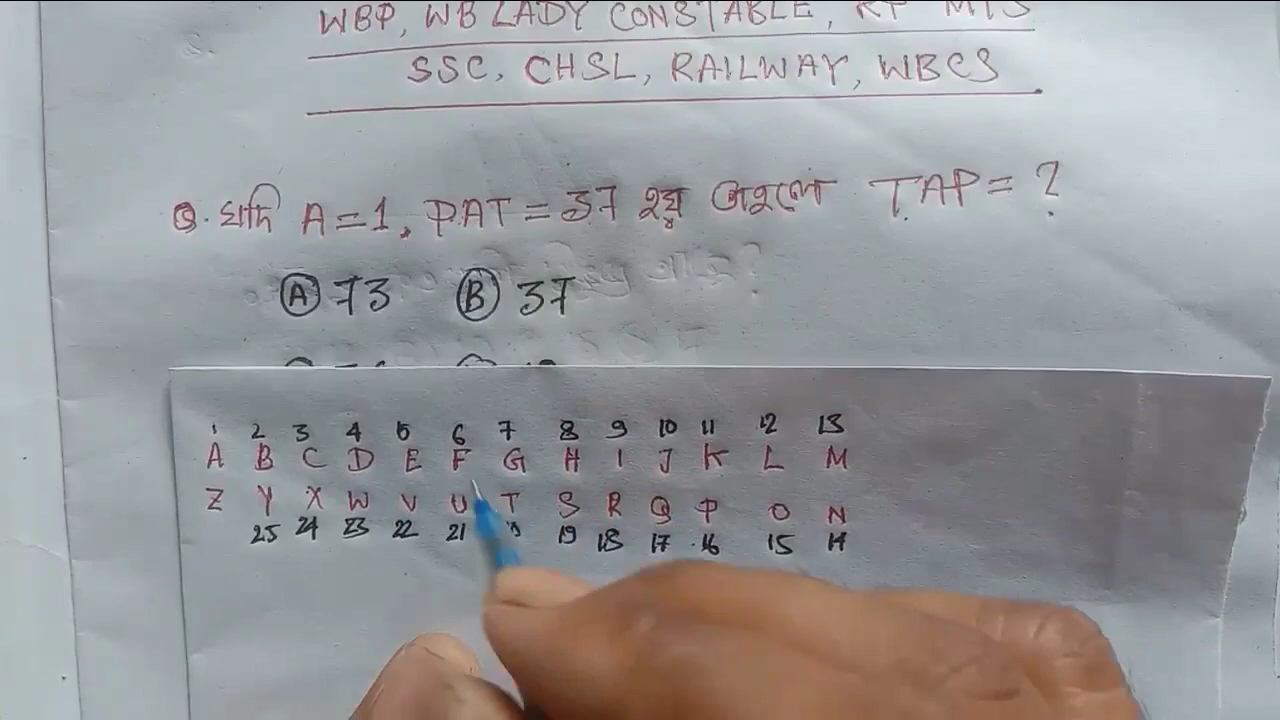 WBP, WB LADY CONSTABLE, RP MTS
SSC, CHSL, RAILWAY, WBCS
Q. যদি A=1, PAT=37 হয় তাহলে TAP=?
Ⓐ 73 Ⓑ 37
1 2 3 4 5 6 7 8 9 10 11 12 13
A B C D E F G H I J K L M
Z Y X W V U T S R Q P O N
25 24 23 22 21 19 18 17 16 15 14